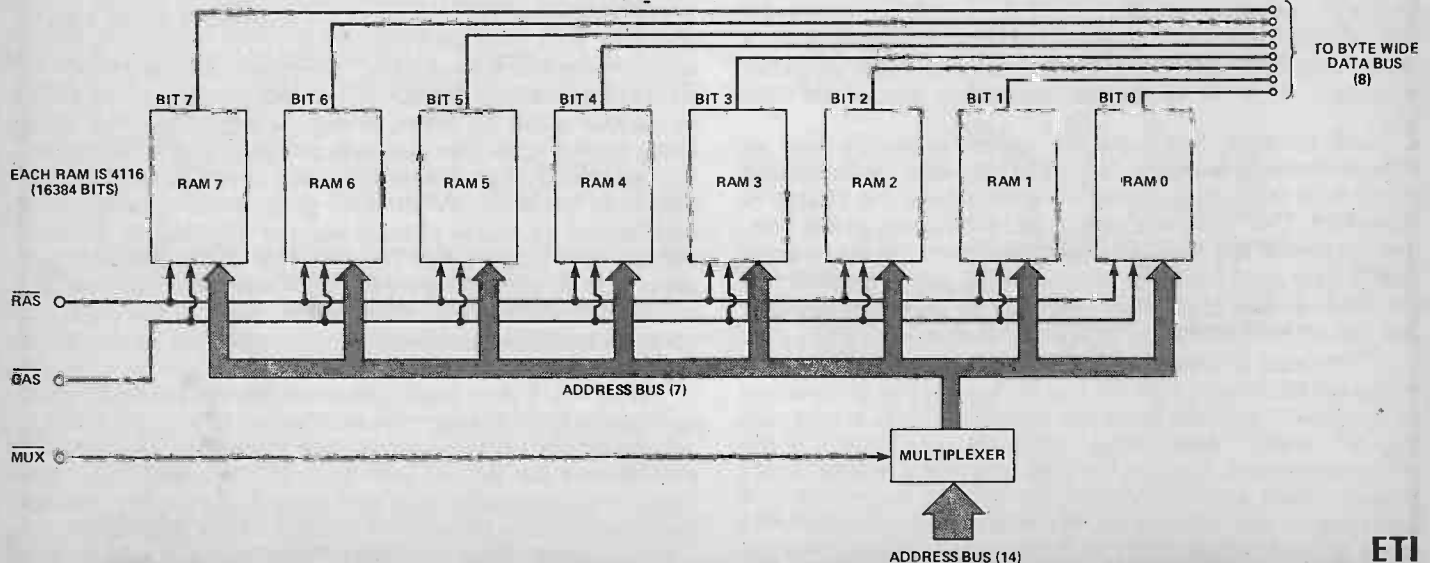 TO BYTE WIDE
DATA BUS
(8)
BIT 7
BIT 6
BIT 5
BIT 4
BIT 3
BIT 2
BIT 1
BIT 0
EACH RAM IS 4116
(16384 BITS)
RAM 7
RAM 6
RAM 5
RAM 4
RAM 3
RAM 2
RAM 1
RAM 0
RAS
CAS
ADDRESS BUS (7)
MUX
MULTIPLEXER
ADDRESS BUS (14)
ETI